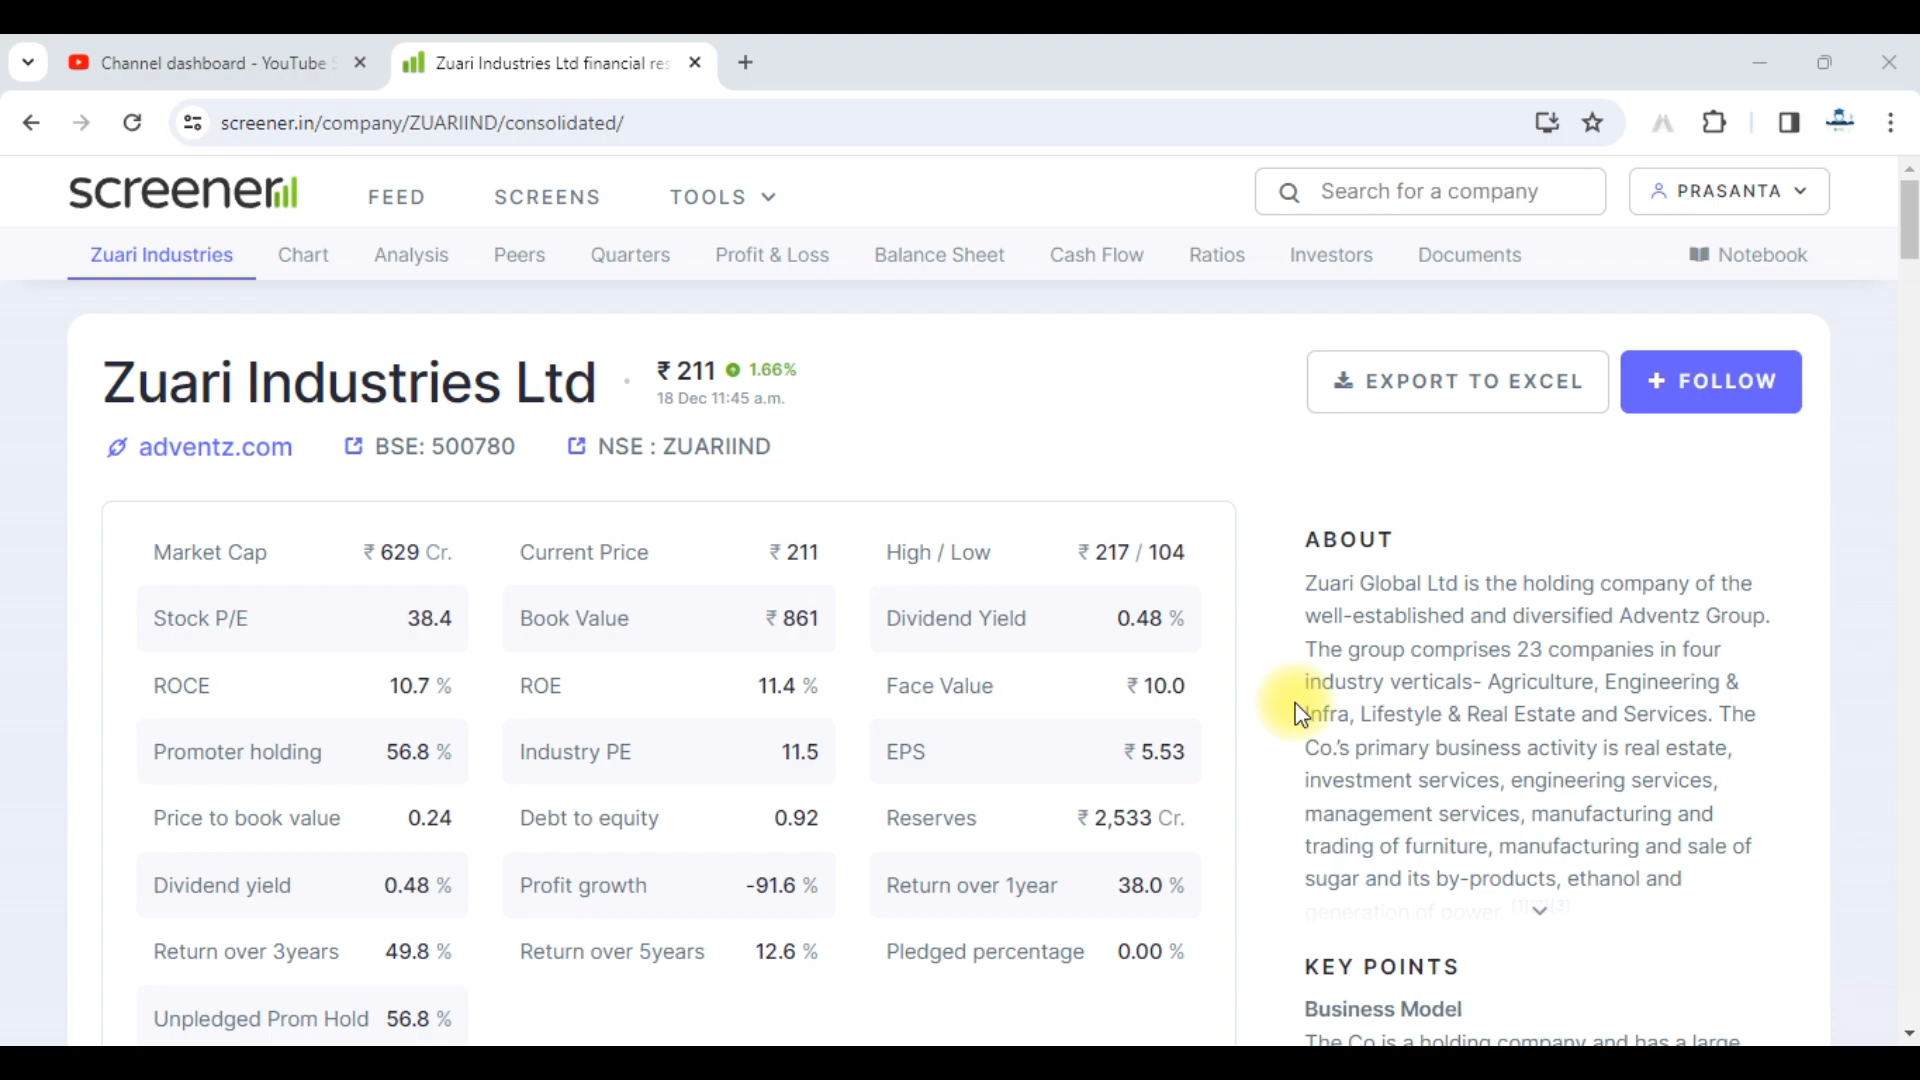 Channel dashboard - YouTube S
Zuari Industries Ltd financial res
screener.in/company/ZUARIIND/consolidated/
screener
FEED SCREENS TOOLS
Search for a company
PRASANTA
Zuari Industries Chart Analysis Peers Quarters Profit & Loss Balance Sheet Cash Flow Ratios Investors Documents Notebook
Zuari Industries Ltd
₹ 211 1.66%
18 Dec 11:45 a.m.
EXPORT TO EXCEL
+ FOLLOW
adventz.com BSE: 500780 NSE : ZUARIIND
Market Cap ₹ 629 Cr. Current Price ₹ 211 High / Low ₹ 217 / 104
Stock P/E 38.4 Book Value ₹ 861 Dividend Yield 0.48 %
ROCE 10.7 % ROE 11.4 % Face Value ₹ 10.0
Promoter holding 56.8 % Industry PE 11.5 EPS ₹ 5.53
Price to book value 0.24 Debt to equity 0.92 Reserves ₹ 2,533 Cr.
Dividend yield 0.48 % Profit growth -91.6 % Return over 1year 38.0 %
Return over 3years 49.8 % Return over 5years 12.6 % Pledged percentage 0.00 %
Unpledged Prom Hold 56.8 %
ABOUT
Zuari Global Ltd is the holding company of the
well-established and diversified Adventz Group.
The group comprises 23 companies in four
industry verticals- Agriculture, Engineering &
Infra, Lifestyle & Real Estate and Services. The
Co.'s primary business activity is real estate,
investment services, engineering services,
management services, manufacturing and
trading of furniture, manufacturing and sale of
sugar and its by-products, ethanol and
generation of power.
KEY POINTS
Business Model
The Co is a holding company and has a large